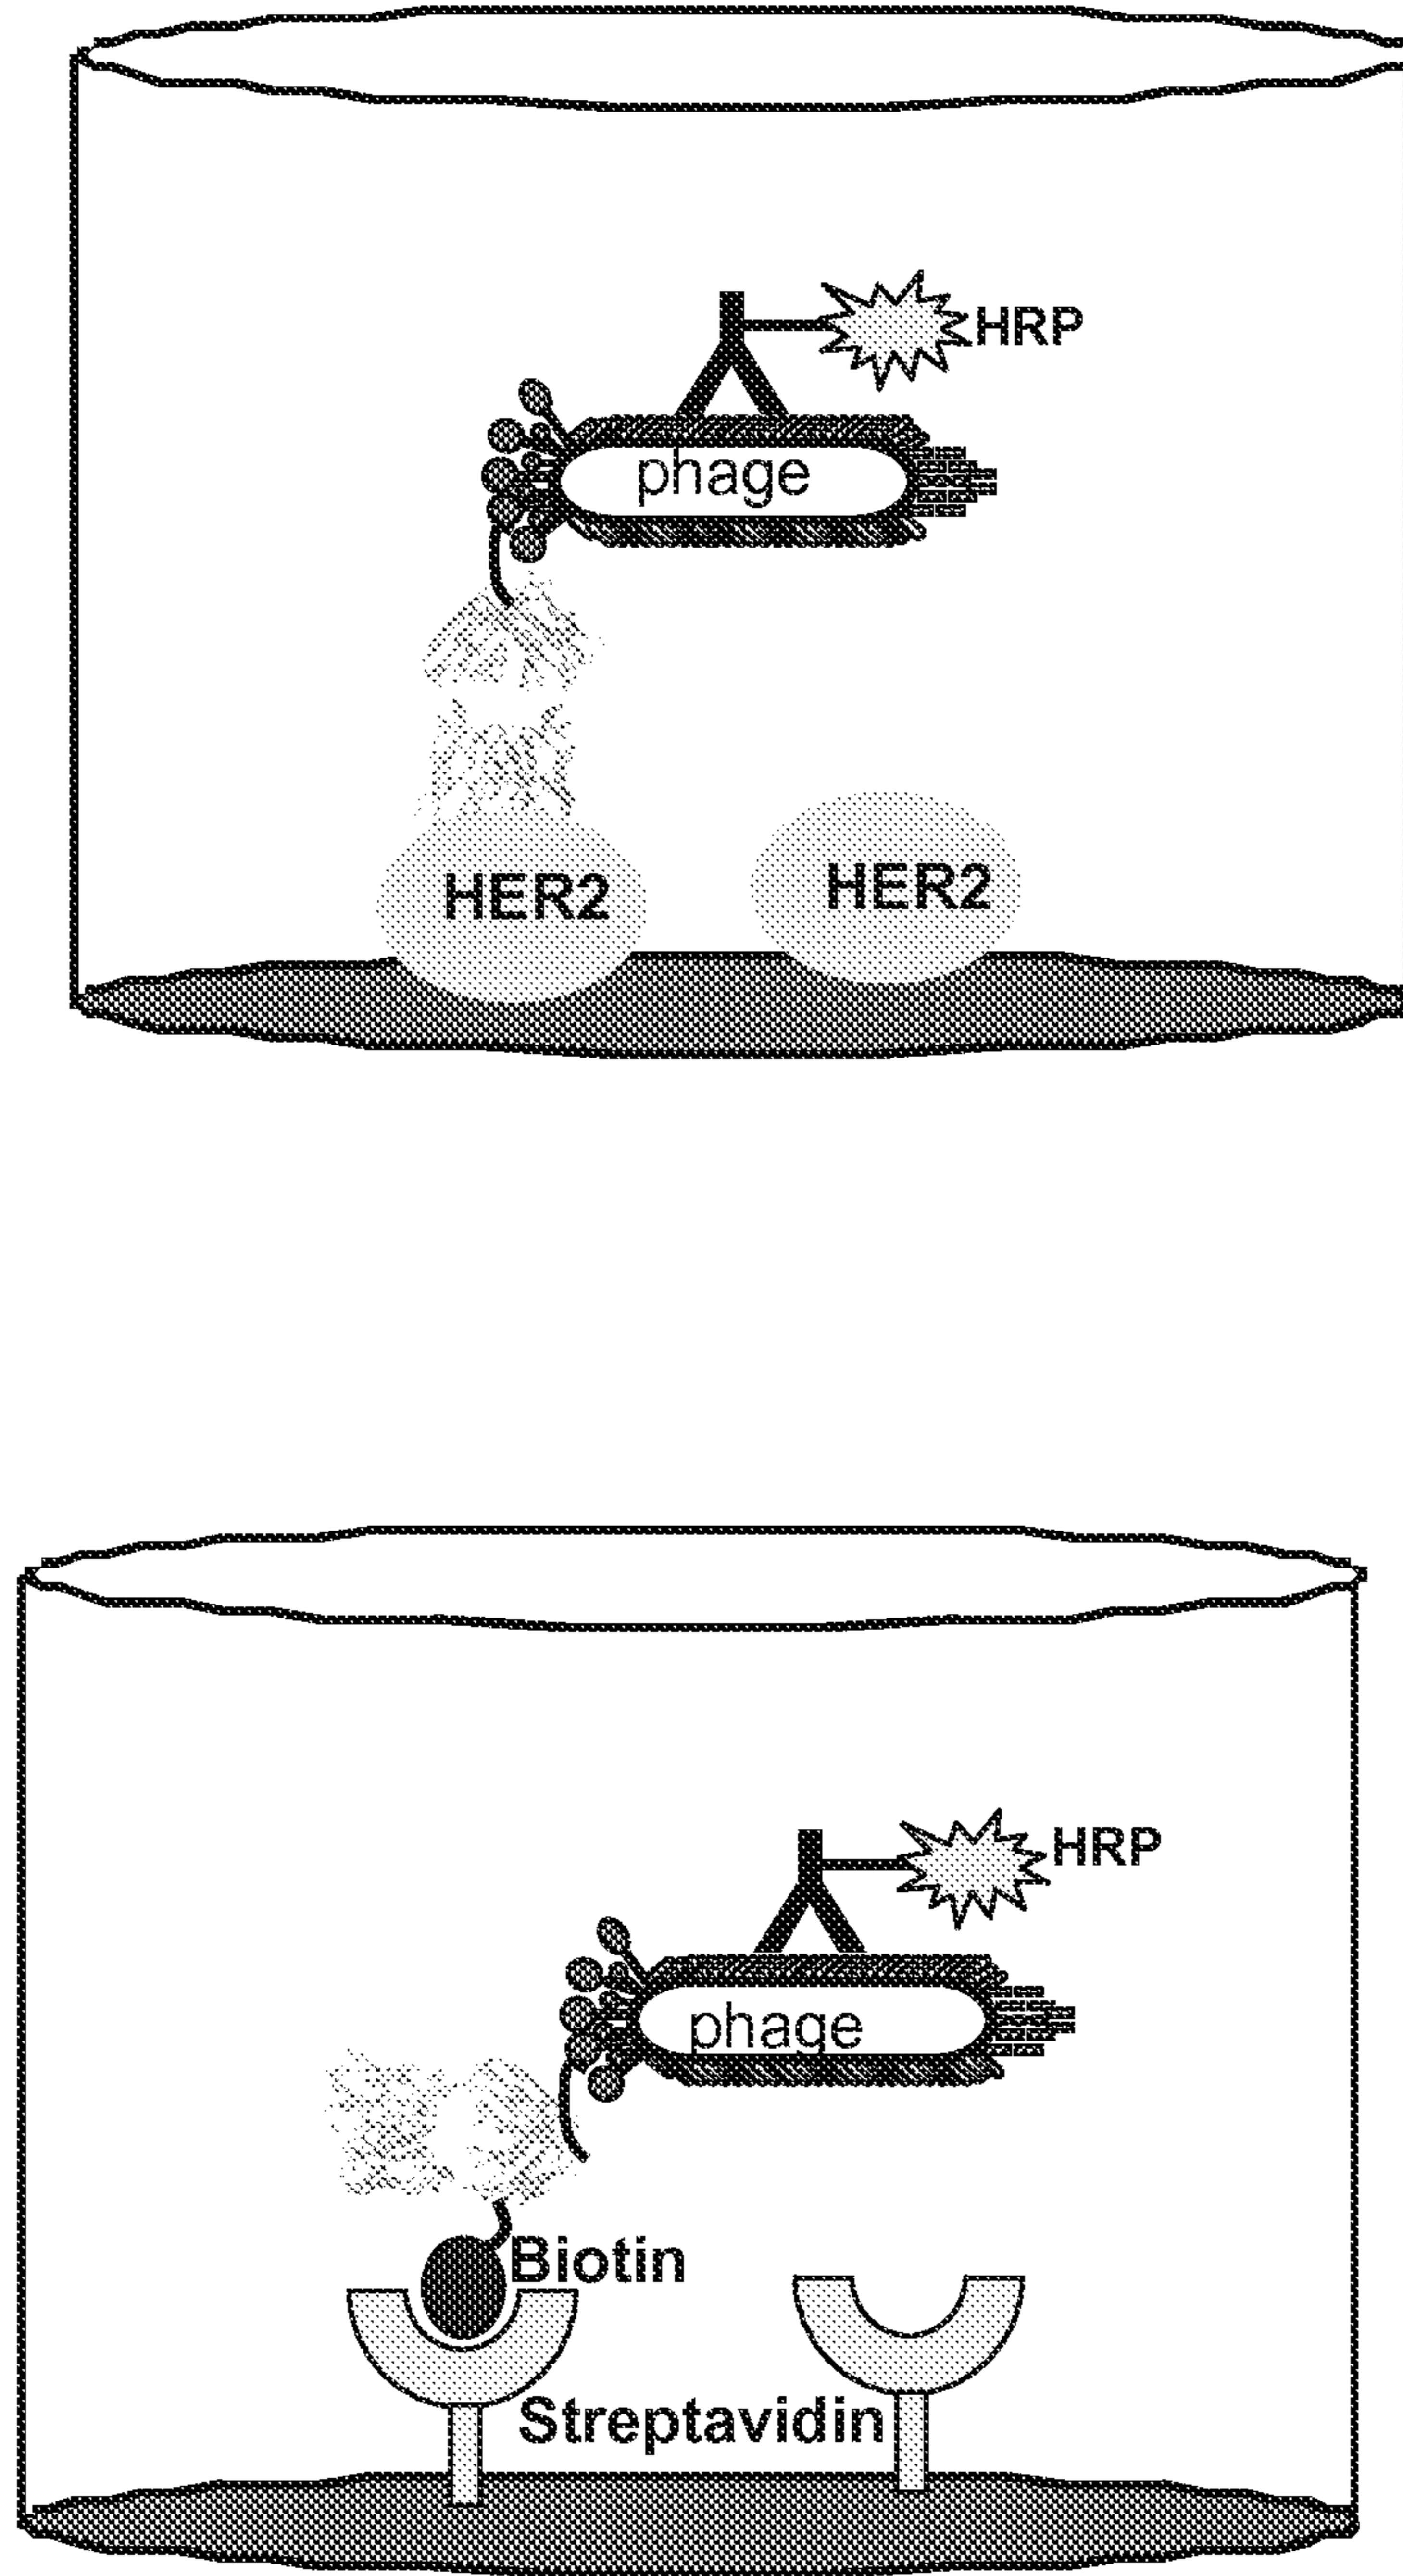 HRP
phage
HER2
HER2
HRP
phage
Biotin
Streptavidin